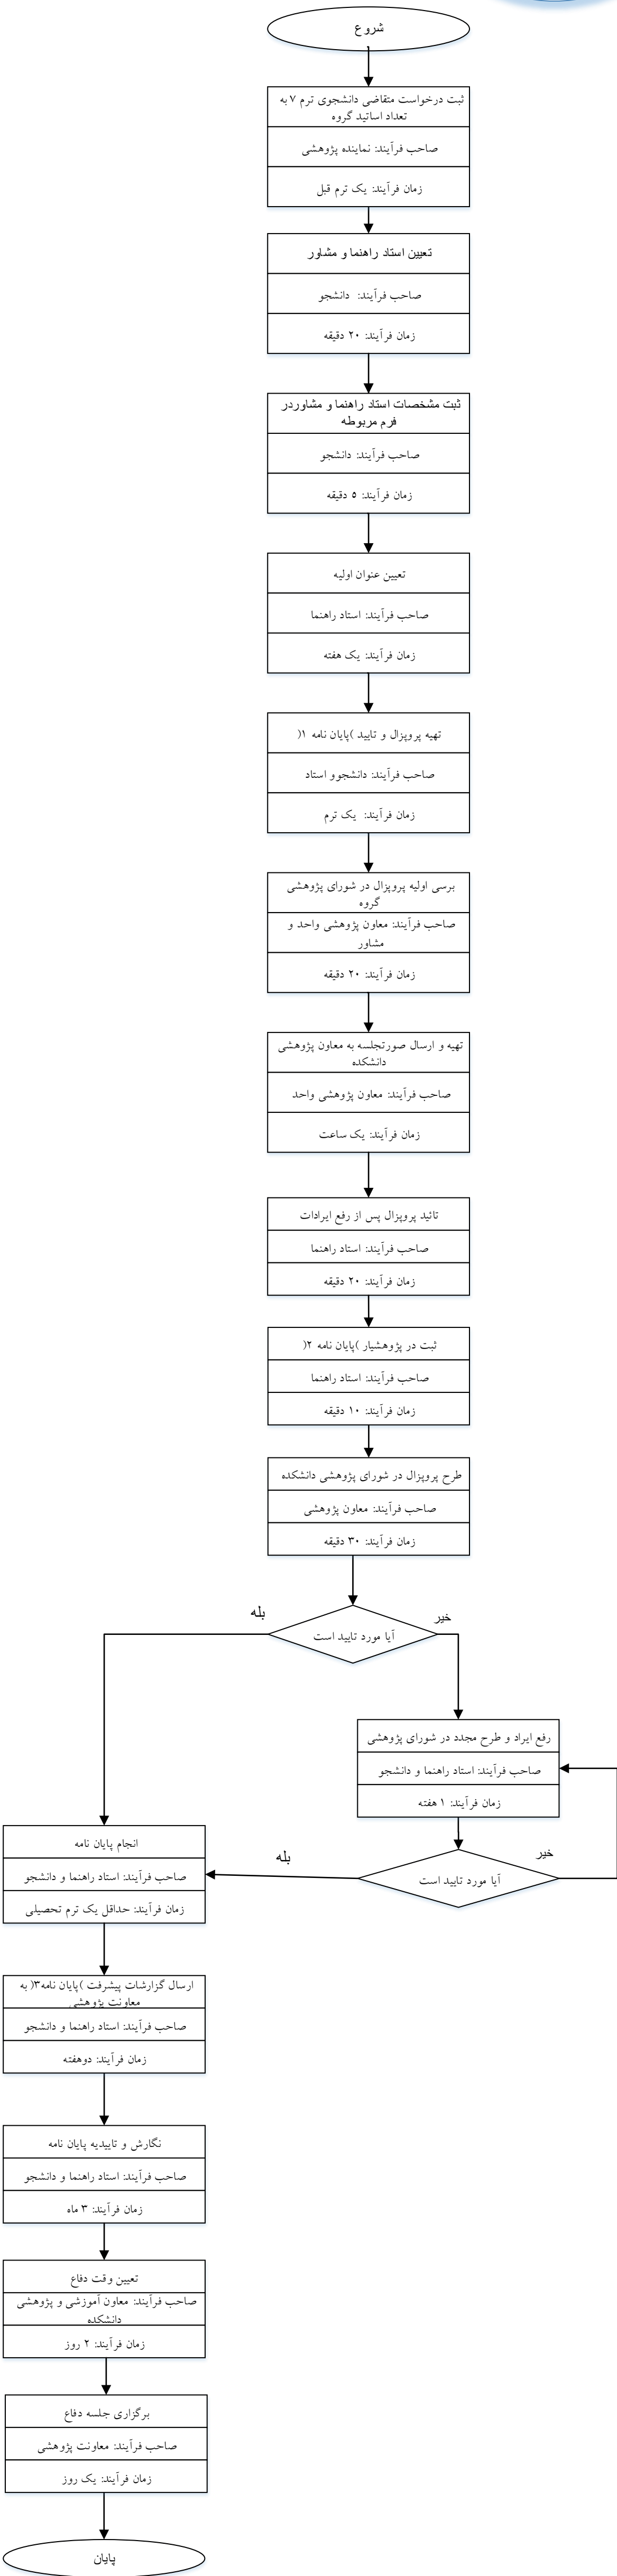 شروع
ثبت درخواست متقاضی دانشجوی ترم ۷ به
تعداد اساتید گروه
صاحب فرآیند: نماینده پژوهشی
زمان فرآیند: یک ترم قبل
تعیین استاد راهنما و مشاور
صاحب فرآیند: دانشجو
زمان فرآیند: ۲۰ دقیقه
ثبت مشخصات استاد راهنما و مشاوردر
فرم مربوطه
صاحب فرآیند: دانشجو
زمان فرآیند: ۵ دقیقه
تعیین عنوان اولیه
صاحب فرآیند: استاد راهنما
زمان فرآیند: یک هفته
تهیه پروپزال و تایید )پایان نامه ۱(
صاحب فرآیند: دانشجوو استاد
زمان فرآیند: یک ترم
برسی اولیه پروپزال در شورای پژوهشی
گروه
صاحب فرآیند: معاون پژوهشی واحد و
مشاور
زمان فرآیند: ۲۰ دقیقه
تهیه و ارسال صورتجلسه به معاون پژوهشی
دانشکده
صاحب فرآیند: معاون پژوهشی واحد
زمان فرآیند: یک ساعت
تائید پروپزال پس از رفع ایرادات
صاحب فرآیند: استاد راهنما
زمان فرآیند: ۲۰ دقیقه
ثبت در پژوهشیار )پایان نامه ۲(
صاحب فرآیند: استاد راهنما
زمان فرآیند: ۱۰ دقیقه
طرح پروپزال در شورای پژوهشی دانشکده
صاحب فرآیند: معاون پژوهشی
زمان فرآیند: ۳۰ دقیقه
آیا مورد تایید است
خیر
بله
رفع ایراد و طرح مجدد در شورای پژوهشی
صاحب فرآیند: استاد راهنما و دانشجو
زمان فرآیند: ۱ هفته
آیا مورد تایید است
خیر
بله
انجام پایان نامه
صاحب فرآیند: استاد راهنما و دانشجو
زمان فرآیند: حداقل یک ترم تحصیلی
ارسال گزارشات پیشرفت )پایان نامه۳( به
معاونت پژوهشی
صاحب فرآیند: استاد راهنما و دانشجو
زمان فرآیند: دوهفته
نگارش و تاییدیه پایان نامه
صاحب فرآیند: استاد راهنما و دانشجو
زمان فرآیند: ۳ ماه
تعیین وقت دفاع
صاحب فرآیند: معاون آموزشی و پژوهشی
دانشکده
زمان فرآیند: ۲ روز
برگزاری جلسه دفاع
صاحب فرآیند: معاونت پژوهشی
زمان فرآیند: یک روز
پایان